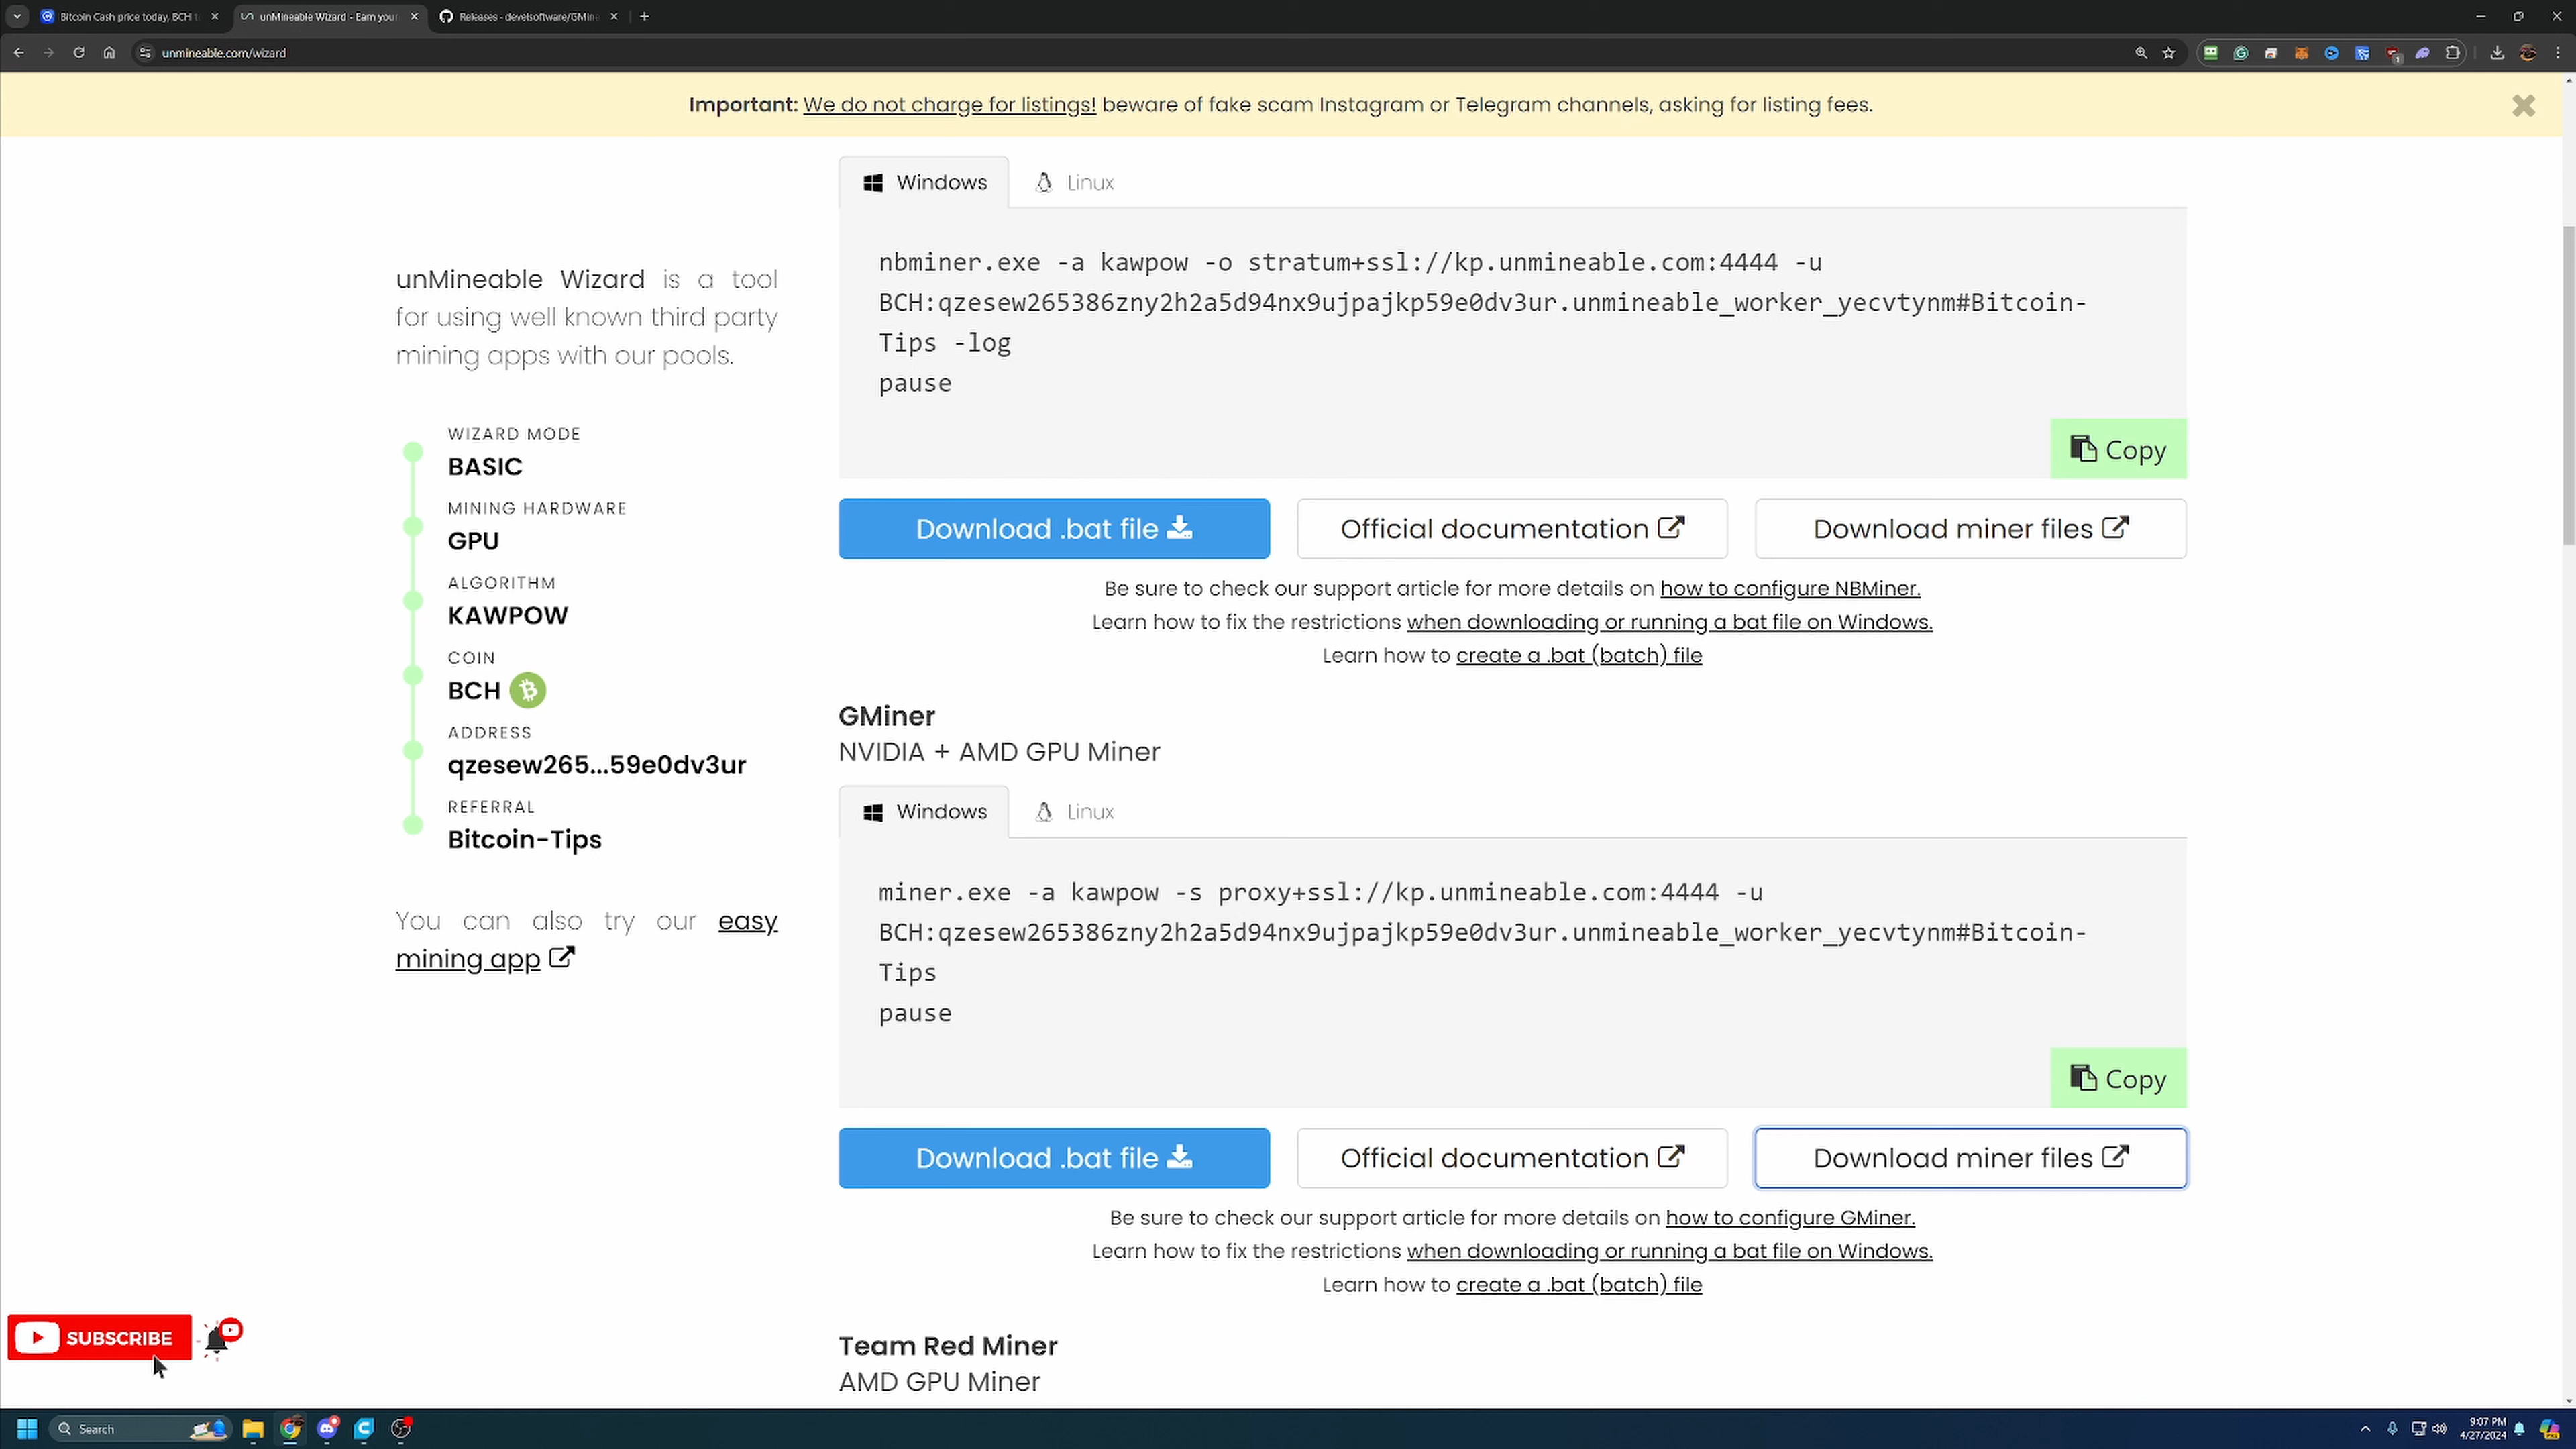 Bitcoin Cash price today, BCH t
unMineable Wizard - Earn your
Releases · develsoftware/GMine
unmineable.com/wizard
Important: We do not charge for listings! beware of fake scam Instagram or Telegram channels, asking for listing fees.
unMineable Wizard is a tool
for using well known third party
mining apps with our pools.
WIZARD MODE
BASIC
MINING HARDWARE
GPU
ALGORITHM
KAWPOW
COIN
BCH
ADDRESS
qzesew265...59e0dv3ur
REFERRAL
Bitcoin-Tips
You can also try our easy
mining app
Windows
Linux
nbminer.exe -a kawpow -o stratum+ssl://kp.unmineable.com:4444 -u
BCH:qzesew265386zny2h2a5d94nx9ujpajkp59e0dv3ur.unmineable_worker_yecvtynm#Bitcoin-
Tips -log
pause
Copy
Download .bat file
Official documentation
Download miner files
Be sure to check our support article for more details on how to configure NBMiner.
Learn how to fix the restrictions when downloading or running a bat file on Windows.
Learn how to create a .bat (batch) file
GMiner
NVIDIA + AMD GPU Miner
Windows
Linux
miner.exe -a kawpow -s proxy+ssl://kp.unmineable.com:4444 -u
BCH:qzesew265386zny2h2a5d94nx9ujpajkp59e0dv3ur.unmineable_worker_yecvtynm#Bitcoin-
Tips
pause
Copy
Download .bat file
Official documentation
Download miner files
Be sure to check our support article for more details on how to configure GMiner.
Learn how to fix the restrictions when downloading or running a bat file on Windows.
Learn how to create a .bat (batch) file
Team Red Miner
AMD GPU Miner
SUBSCRIBE
Search
9:07 PM
4/27/2024